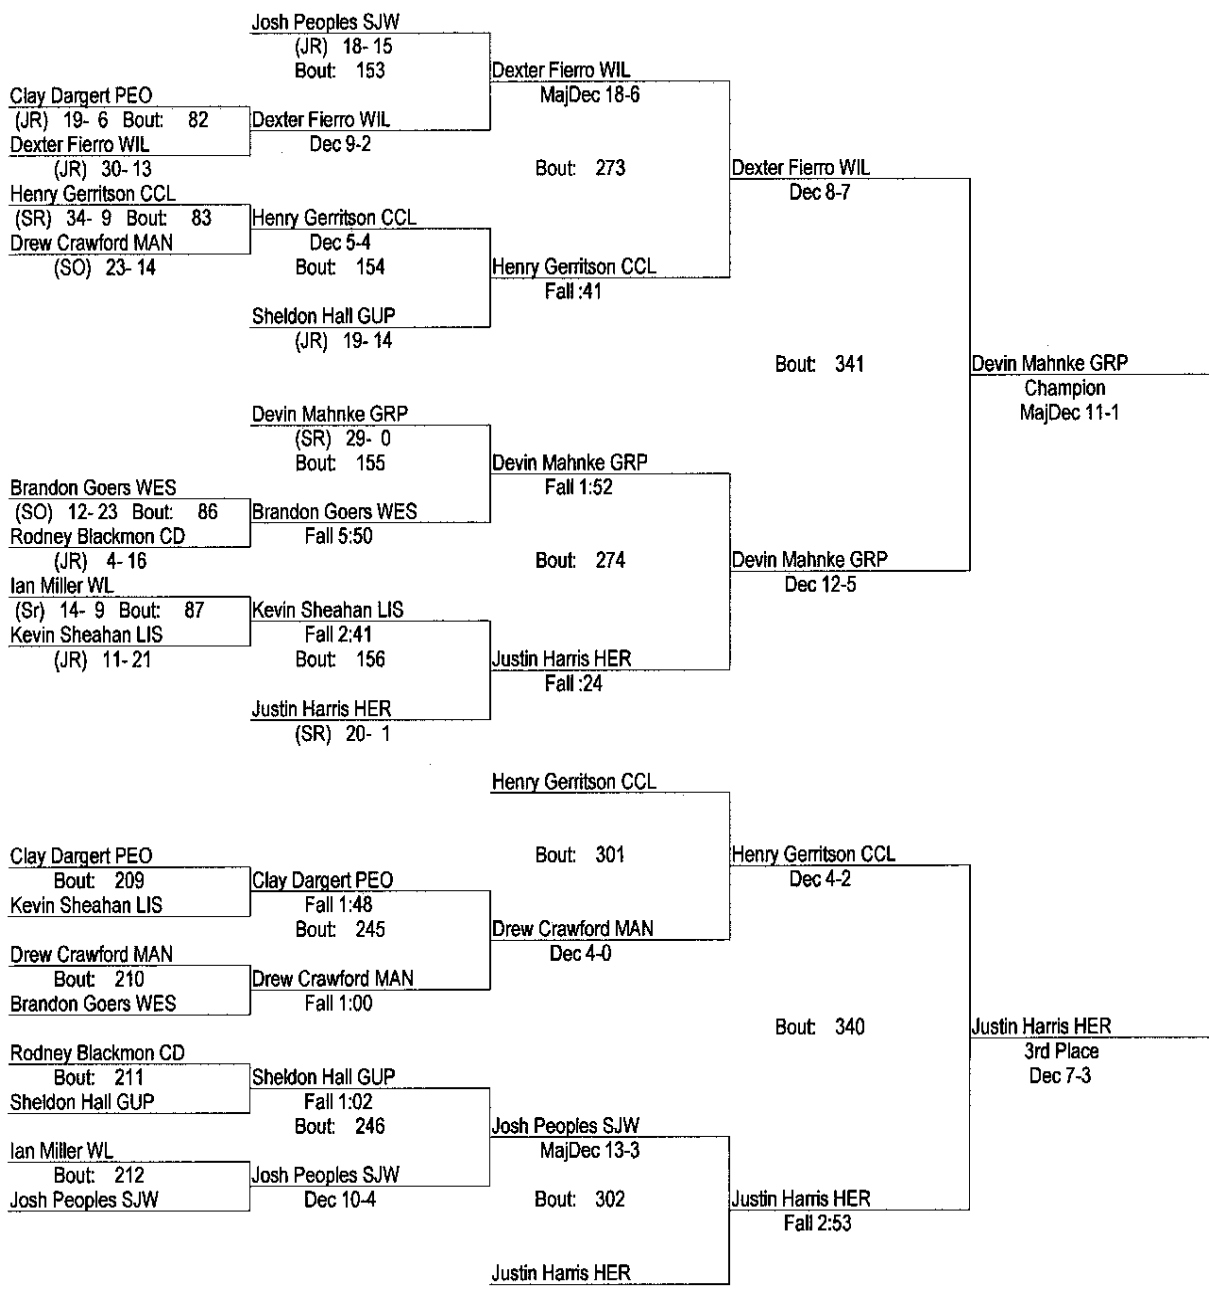 Josh Peoples SJW
(JR) 18- 15
Bout: 153
Dexter Fierro WIL
MajDec 18-6
Clay Dargert PEO
(JR) 19- 6 Bout: 82
Dexter Fierro WIL
Dec 9-2
Dexter Fierro WIL
(JR) 30- 13
Bout: 273
Dexter Fierro WIL
Dec 8-7
Henry Gerritson CCL
(SR) 34- 9 Bout: 83
Henry Gerritson CCL
Drew Crawford MAN
Dec 5-4
(SO) 23- 14
Bout: 154
Henry Gerritson CCL
Fall :41
Sheldon Hall GUP
(JR) 19- 14
Bout: 341
Devin Mahnke GRP
Champion
MajDec 11-1
Devin Mahnke GRP
(SR) 29- 0
Bout: 155
Devin Mahnke GRP
Fall 1:52
Brandon Goers WES
(SO) 12- 23 Bout: 86
Brandon Goers WES
Rodney Blackmon CD
Fall 5:50
(JR) 4- 16
Bout: 274
Devin Mahnke GRP
Dec 12-5
Ian Miller WL
(Sr) 14- 9 Bout: 87
Kevin Sheahan LIS
Kevin Sheahan LIS
Fall 2:41
(JR) 11- 21
Bout: 156
Justin Harris HER
Fall :24
Justin Harris HER
(SR) 20- 1
Henry Gerritson CCL
Clay Dargert PEO
Bout: 301
Henry Gerritson CCL
Bout: 209
Clay Dargert PEO
Dec 4-2
Kevin Sheahan LIS
Fall 1:48
Bout: 245
Drew Crawford MAN
Dec 4-0
Drew Crawford MAN
Bout: 210
Drew Crawford MAN
Brandon Goers WES
Fall 1:00
Bout: 340
Justin Harris HER
3rd Place
Dec 7-3
Rodney Blackmon CD
Bout: 211
Sheldon Hall GUP
Sheldon Hall GUP
Fall 1:02
Bout: 246
Josh Peoples SJW
MajDec 13-3
Ian Miller WL
Bout: 212
Josh Peoples SJW
Josh Peoples SJW
Dec 10-4
Bout: 302
Justin Harris HER
Fall 2:53
Justin Harris HER